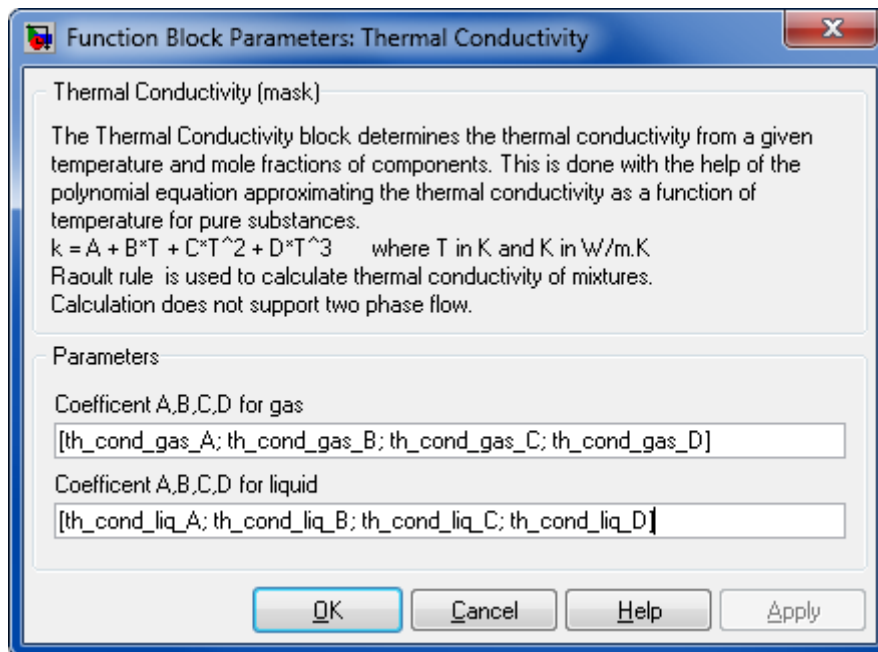 Function Block Parameters: Thermal Conductivity
Thermal Conductivity (mask)
The Thermal Conductivity block determines the thermal conductivity from a given
temperature and mole fractions of components. This is done with the help of the
polynomial equation approximating the thermal conductivity as a function of
temperature for pure substances.
k = A + B*T + C*T^2 + D*T^3 where T in K and K in W/m.K
Raoult rule is used to calculate thermal conductivity of mixtures.
Calculation does not support two phase flow.
Parameters
Coefficent A,B,C,D for gas
[th_cond_gas_A; th_cond_gas_B; th_cond_gas_C; th_cond_gas_D]
Coefficent A,B,C,D for liquid
[th_cond_liq_A; th_cond_liq_B; th_cond_liq_C; th_cond_liq_D]
OK Cancel Help Apply